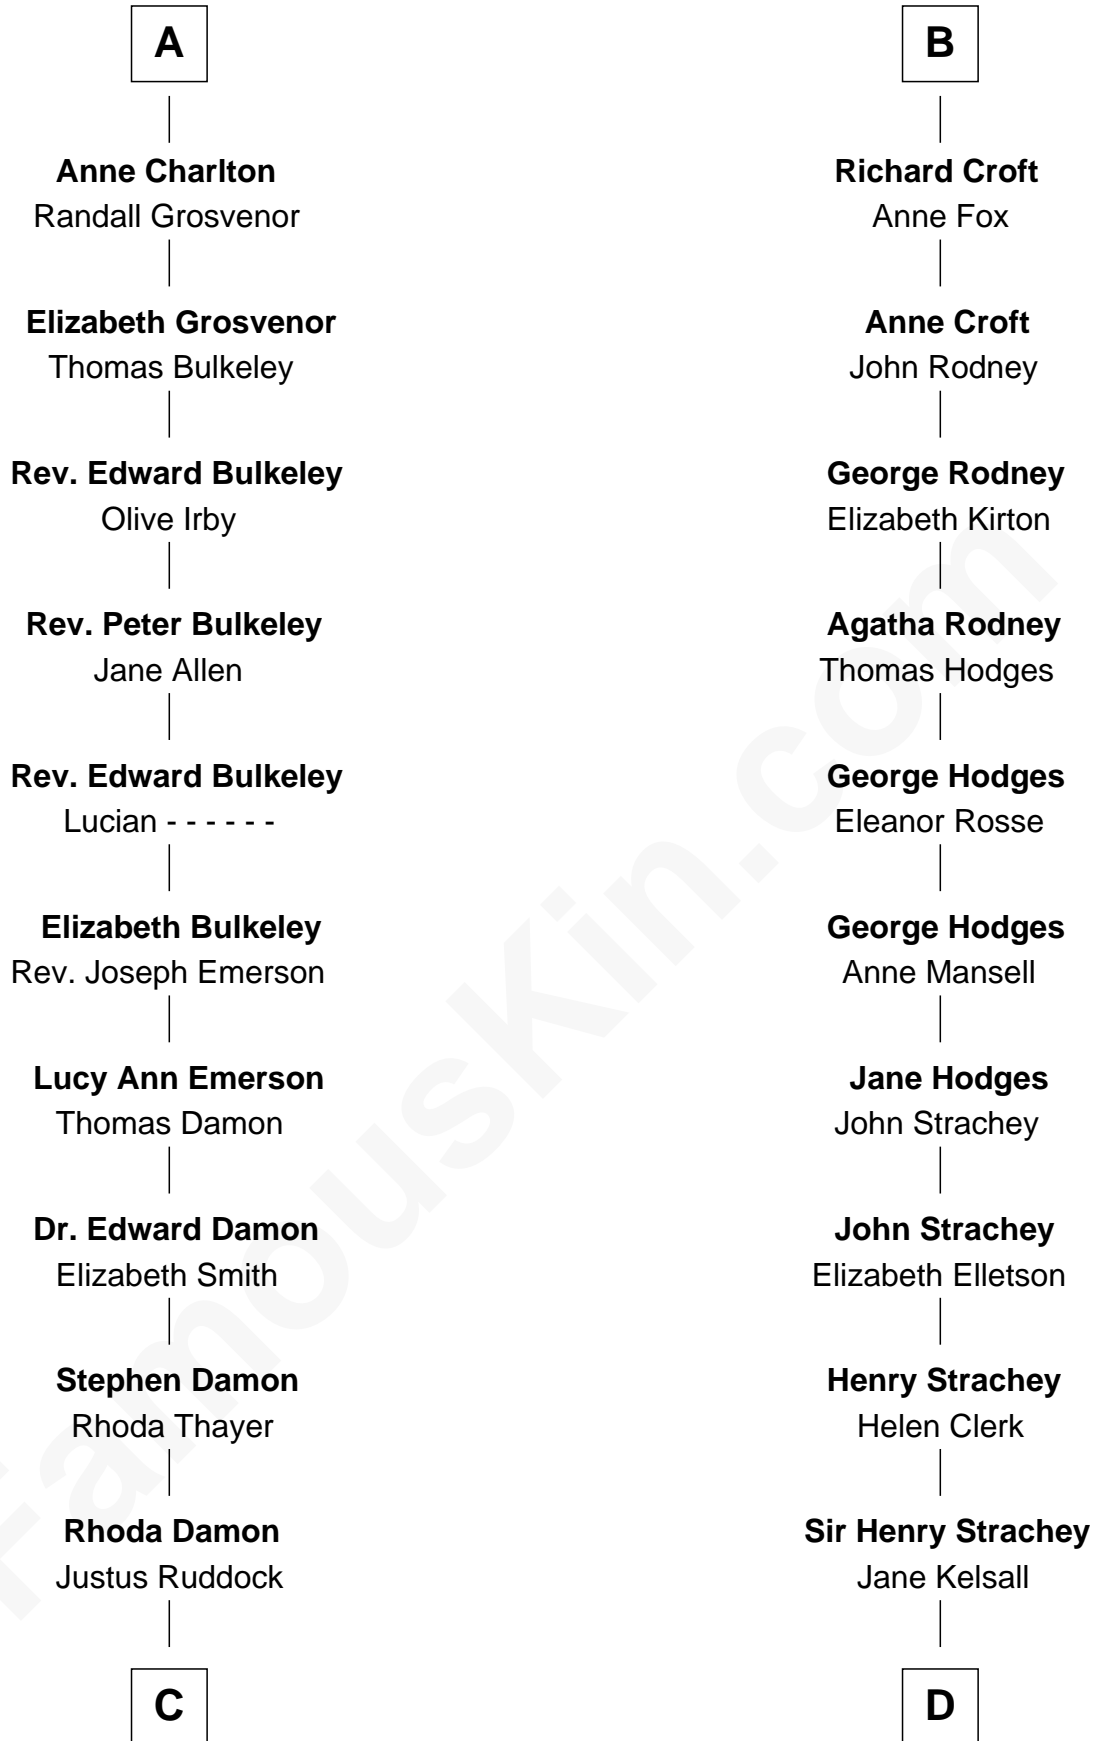 A
Anne Charlton
Randall Grosvenor
Elizabeth Grosvenor
Thomas Bulkeley
Rev. Edward Bulkeley
Olive Irby
Rev. Peter Bulkeley
Jane Allen
Rev. Edward Bulkeley
Lucian - - - - - -
Elizabeth Bulkeley
Rev. Joseph Emerson
Lucy Ann Emerson
Thomas Damon
Dr. Edward Damon
Elizabeth Smith
Stephen Damon
Rhoda Thayer
Rhoda Damon
Justus Ruddock
C
B
Richard Croft
Anne Fox
Anne Croft
John Rodney
George Rodney
Elizabeth Kirton
Agatha Rodney
Thomas Hodges
George Hodges
Eleanor Rosse
George Hodges
Anne Mansell
Jane Hodges
John Strachey
John Strachey
Elizabeth Elletson
Henry Strachey
Helen Clerk
Sir Henry Strachey
Jane Kelsall
D
FamousKin.com